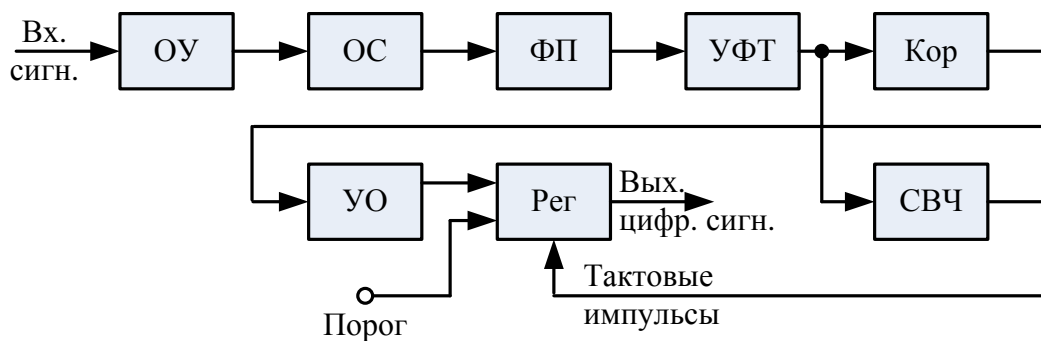 Вх.
сигн.
ОУ
ОС
ФП
УФТ
Кор
УО
Рег
Вых.
цифр. сигн.
СВЧ
Тактовые
импульсы
Порог